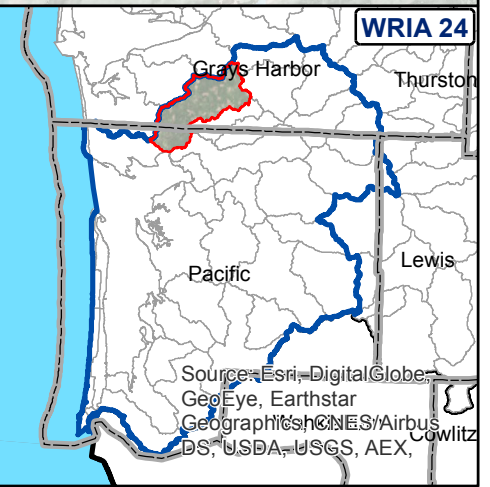 WRIA 24
Grays Harbor
Thurston
Pacific
Lewis
Source: Esri, DigitalGlobe,
GeoEye, Earthstar
Geographics, CNES/Airbus
DS, USDA, USGS, AEX,
Cowlitz